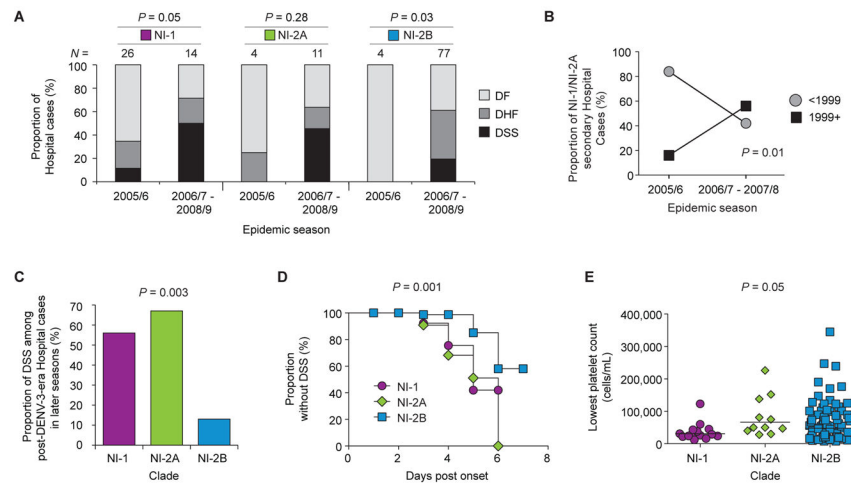 A
P = 0.05
P = 0.28
P = 0.03
NI-1
NI-2A
NI-2B
N =
26
14
4
11
4
77
Proportion of
Hospital cases (%)
100
80
60
40
20
0
DF
DHF
DSS
2005/6
2006/7 -
2008/9
2005/6
2006/7 -
2008/9
2005/6
2006/7 -
2008/9
Epidemic season
B
Proportion of NI-1/NI-2A
secondary Hospital
Cases (%)
100
80
60
40
20
0
<1999
1999+
P = 0.01
2005/6
2006/7 - 2007/8
Epidemic season
C
P = 0.003
Proportion of DSS among
post-DENV-3-era Hospital cases
in later seasons (%)
70
60
50
40
30
20
10
0
NI-1
NI-2A
NI-2B
Clade
D
P = 0.001
Proportion
without DSS (%)
100
80
60
40
20
0
NI-1
NI-2A
NI-2B
0
2
4
6
8
Days post onset
E
P = 0.05
Lowest platelet count
(cells/mL)
400,000
300,000
200,000
100,000
0
NI-1
NI-2A
NI-2B
Clade